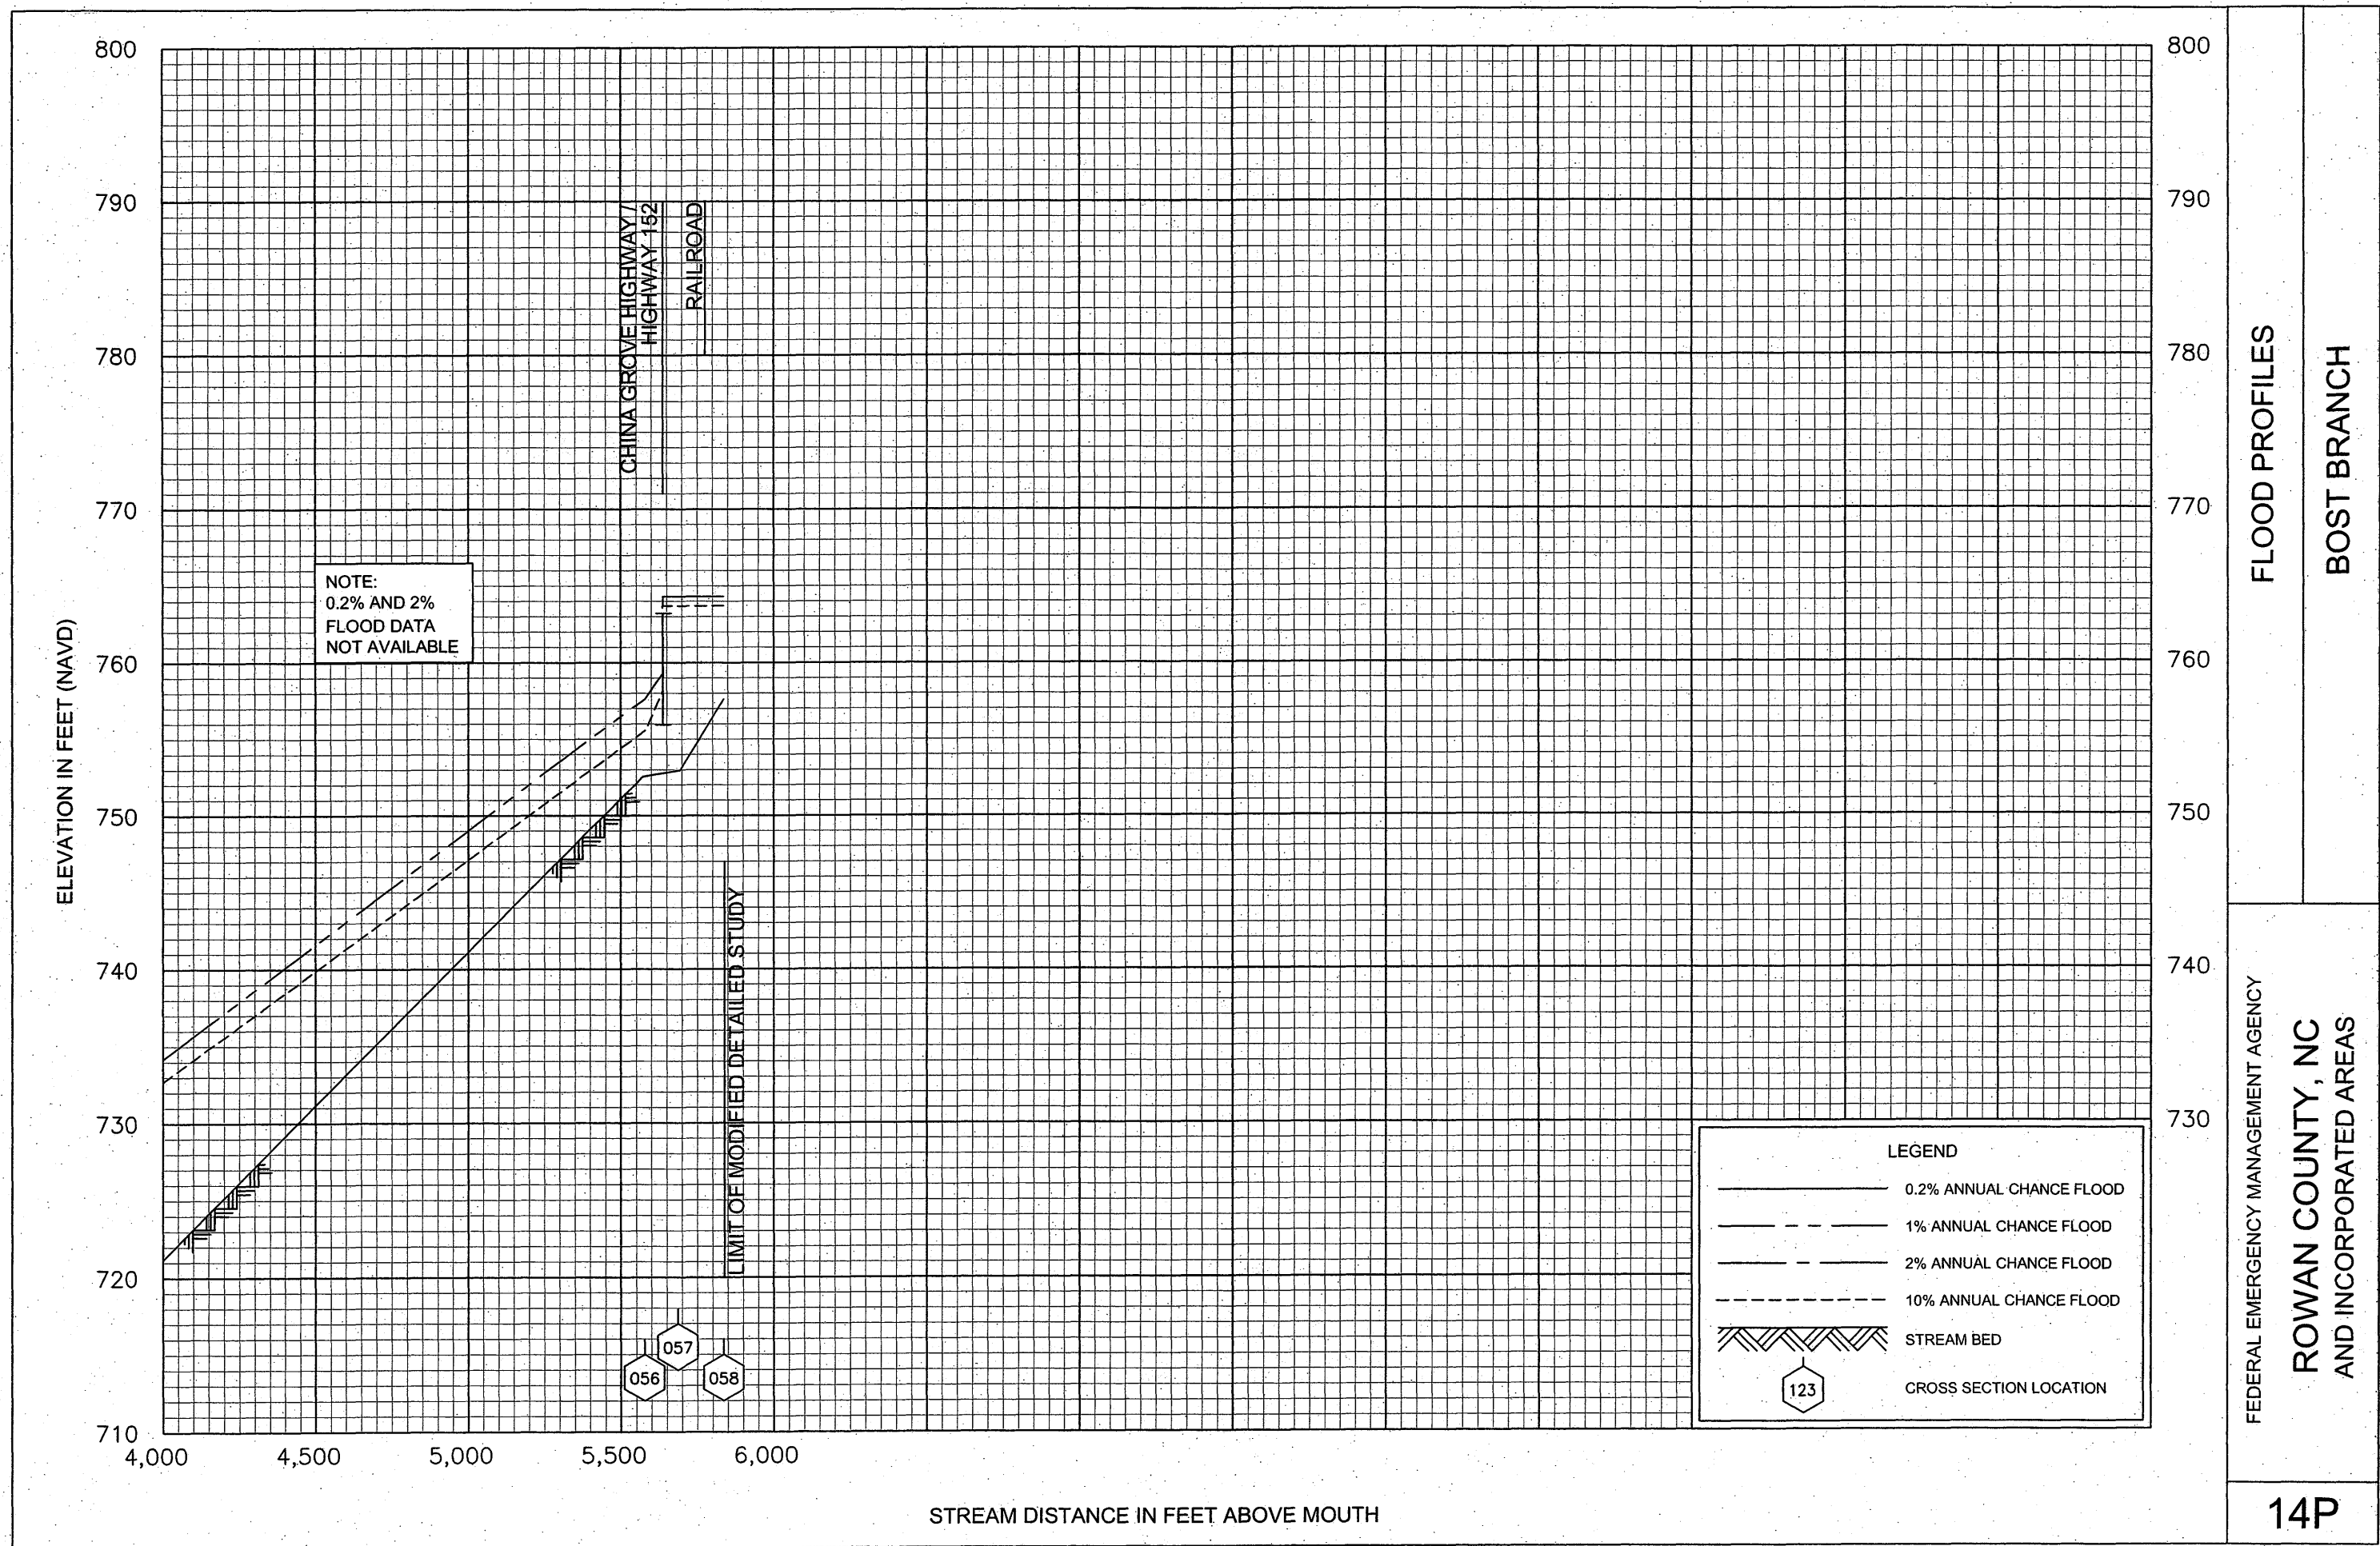 800
790
780
770
760
750
740
730
720
710
ELEVATION IN FEET (NAVD)
CHINA GROVE HIGHWAY /
HIGHWAY 152
RAILROAD
NOTE:
0.2% AND 2%
FLOOD DATA
NOT AVAILABLE
LIMIT OF MODIFIED DETAILED STUDY
056
057
058
4,000
4,500
5,000
5,500
6,000
STREAM DISTANCE IN FEET ABOVE MOUTH
800
790
780
770
760
750
740
730
LEGEND
0.2% ANNUAL CHANCE FLOOD
1% ANNUAL CHANCE FLOOD
2% ANNUAL CHANCE FLOOD
10% ANNUAL CHANCE FLOOD
STREAM BED
123
CROSS SECTION LOCATION
FLOOD PROFILES
BOST BRANCH
FEDERAL EMERGENCY MANAGEMENT AGENCY
ROWAN COUNTY, NC
AND INCORPORATED AREAS
14P